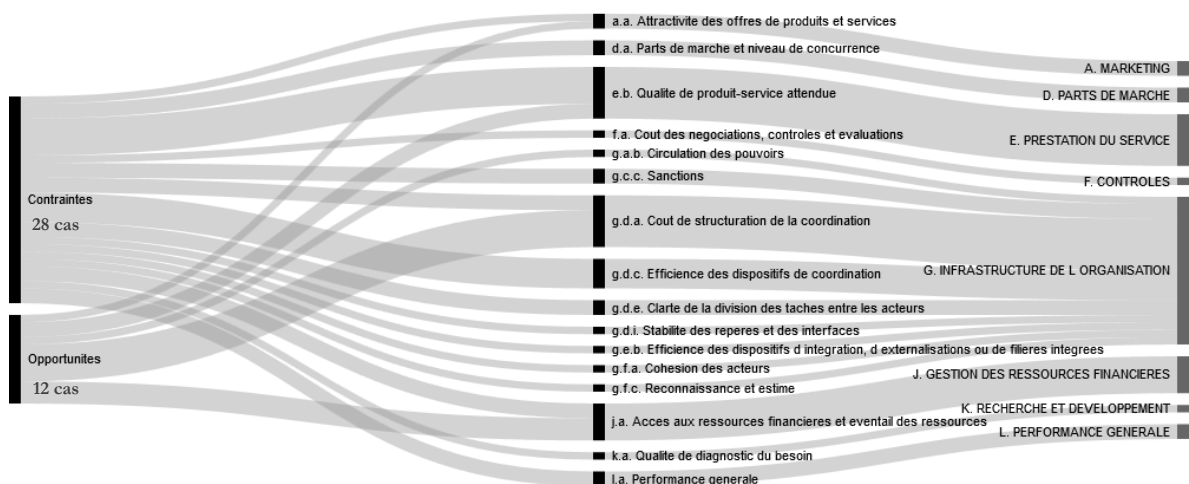 Contraintes
28 cas
Opportunites
12 cas
a.a. Attractivite des offres de produits et services
d.a. Parts de marche et niveau de concurrence
e.b. Qualite de produit-service attendue
f.a. Cout des negociations, controles et evaluations
g.a.b. Circulation des pouvoirs
g.c.c. Sanctions
g.d.a. Cout de structuration de la coordination
g.d.c. Efficience des dispositifs de coordination
g.d.e. Clarte de la division des taches entre les acteurs
g.d.i. Stabilite des reperes et des interfaces
g.e.b. Efficience des dispositifs d integration, d externalisations ou de filieres integrees
g.f.a. Cohesion des acteurs
g.f.c. Reconnaissance et estime
j.a. Acces aux ressources financieres et eventail des ressources
k.a. Qualite de diagnostic du besoin
l.a. Performance generale
A. MARKETING
D. PARTS DE MARCHE
E. PRESTATION DU SERVICE
F. CONTROLES
G. INFRASTRUCTURE DE L ORGANISATION
J. GESTION DES RESSOURCES FINANCIERES
K. RECHERCHE ET DEVELOPPEMENT
L. PERFORMANCE GENERALE